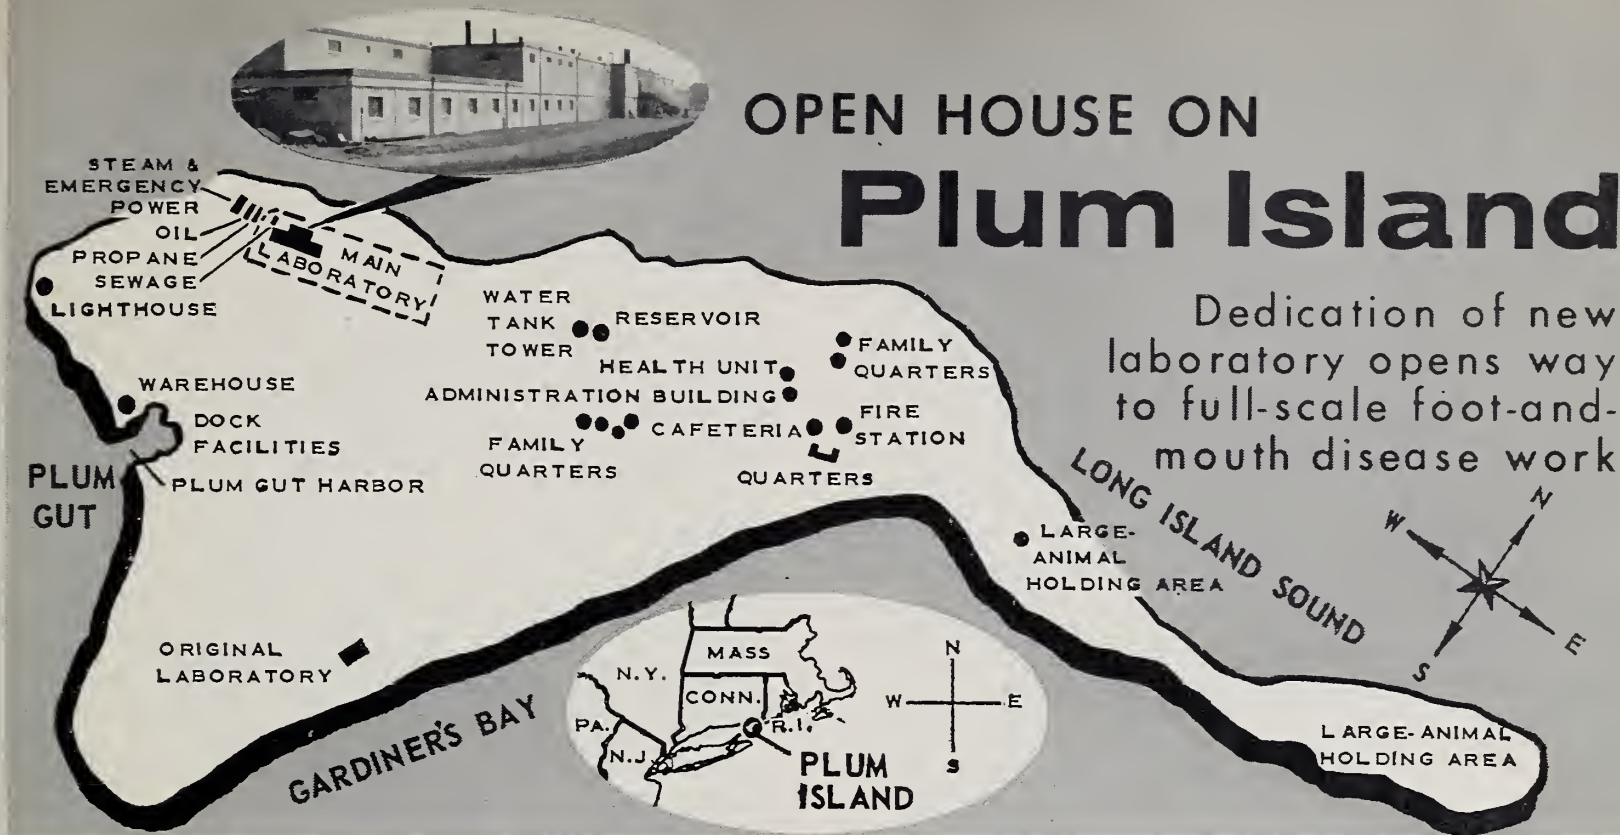 OPEN HOUSE ON
Plum Island
Dedication of new
laboratory opens way
to full-scale foot-and-
mouth disease work
STEAM &
EMERGENCY
POWER
OIL
PROPANE
SEWAGE
LIGHTHOUSE
MAIN
LABORATORY
WATER
TANK
TOWER
RESERVOIR
HEALTH UNIT
ADMINISTRATION BUILDING
FAMILY
QUARTERS
WAREHOUSE
DOCK
FACILITIES
FAMILY
QUARTERS
CAFETERIA
FIRE
STATION
QUARTERS
PLUM
GUT
PLUM GUT HARBOR
LONG ISLAND SOUND
N
W
E
S
LARGE-
ANIMAL
HOLDING AREA
ORIGINAL
LABORATORY
GARDINER'S BAY
MASS
N.Y.
CONN.
R.I.
PA.
N.J.
PLUM
ISLAND
N
W
E
S
LARGE-ANIMAL
HOLDING AREA